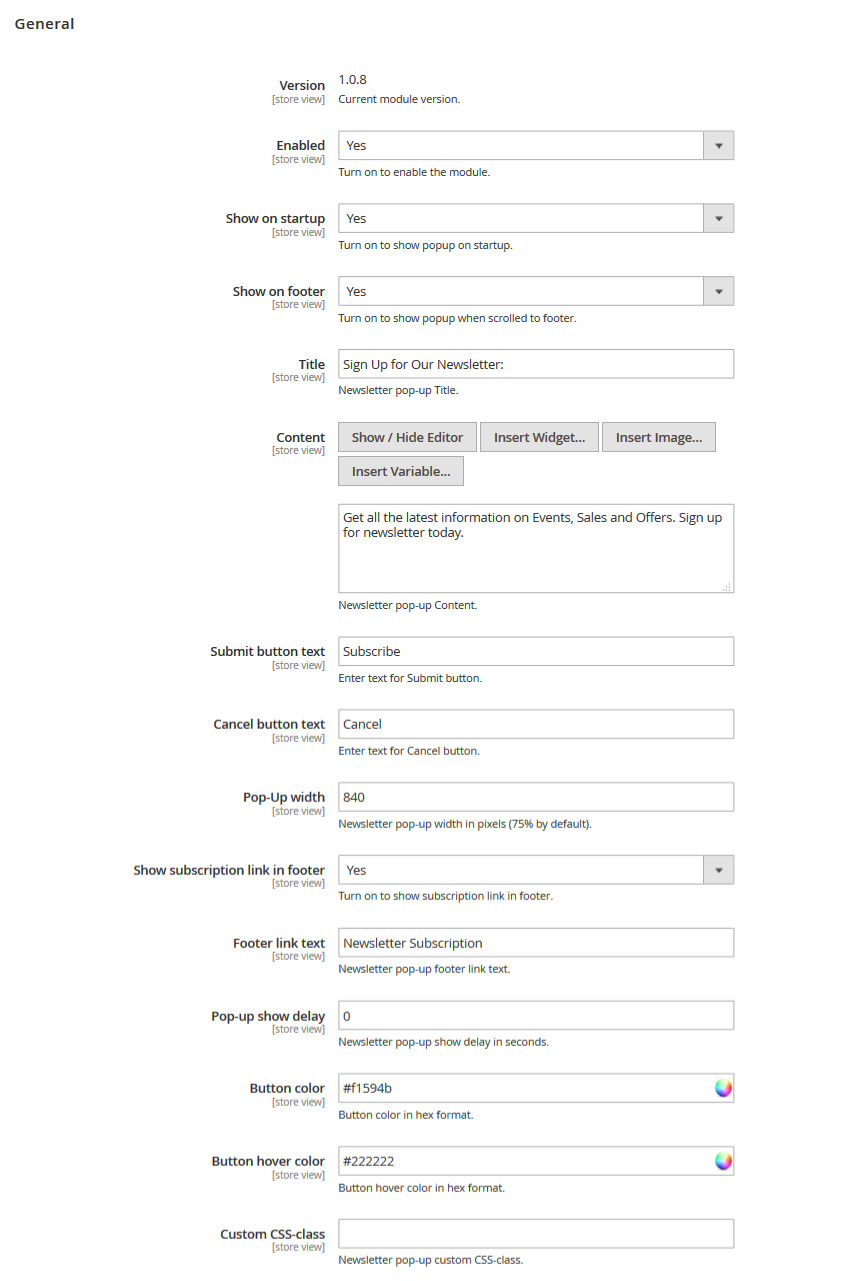 General
Version
[store view]
1.0.8
Current module version.
Enabled
[store view]
Yes
Turn on to enable the module.
Show on startup
[store view]
Yes
Turn on to show popup on startup.
Show on footer
[store view]
Yes
Turn on to show popup when scrolled to footer.
Title
[store view]
Sign Up for Our Newsletter:
Newsletter pop-up Title.
Content
[store view]
Show / Hide Editor
Insert Widget...
Insert Image...
Insert Variable...
Get all the latest information on Events, Sales and Offers. Sign up
for newsletter today.
Newsletter pop-up Content.
Submit button text
[store view]
Subscribe
Enter text for Submit button.
Cancel button text
[store view]
Cancel
Enter text for Cancel button.
Pop-Up width
[store view]
840
Newsletter pop-up width in pixels (75% by default).
Show subscription link in footer
[store view]
Yes
Turn on to show subscription link in footer.
Footer link text
[store view]
Newsletter Subscription
Newsletter pop-up footer link text.
Pop-up show delay
[store view]
0
Newsletter pop-up show delay in seconds.
Button color
[store view]
#f1594b
Button color in hex format.
Button hover color
[store view]
#222222
Button hover color in hex format.
Custom CSS-class
[store view]
Newsletter pop-up custom CSS-class.